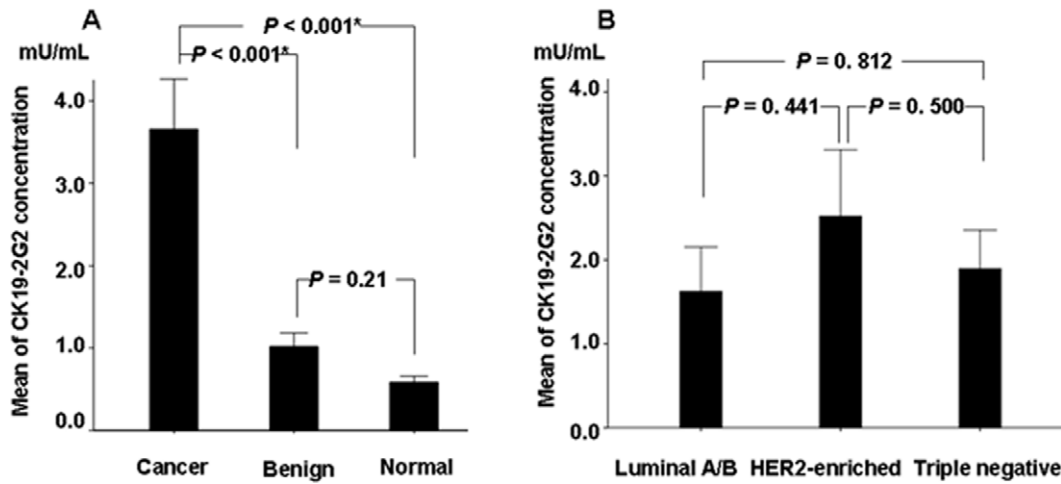 A
mU/mL
P < 0.001*
P < 0.001*
4.0
3.0
2.0
1.0
0.0
P = 0.21
Mean of CK19-2G2 concentration
Cancer Benign Normal
B
mU/mL
P = 0. 812
P = 0. 441 P = 0. 500
4.0
3.0
2.0
1.0
0.0
Mean of CK19-2G2 concentration
Luminal A/B HER2-enriched Triple negative